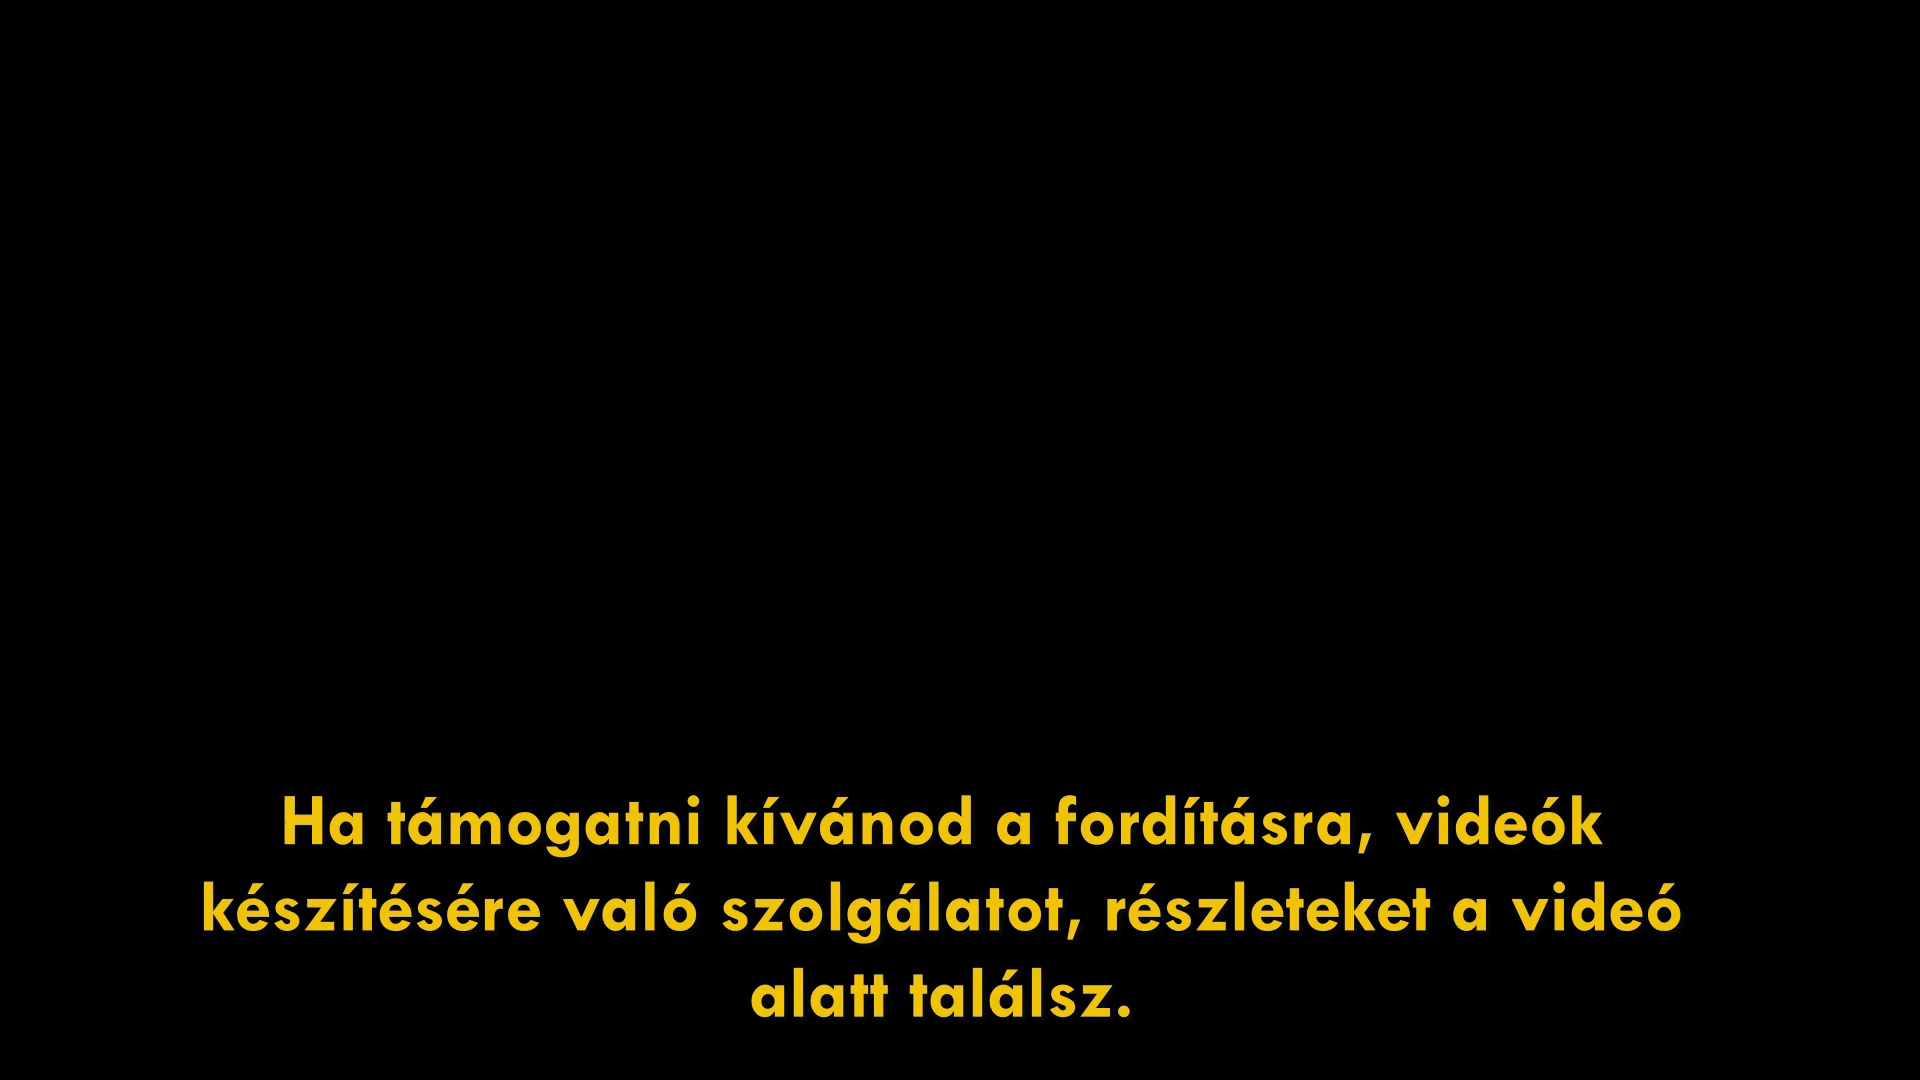 Ha támogatni kívánod a fordításra, videók
készítésére való szolgálatot, részleteket a videó
alatt találsz.